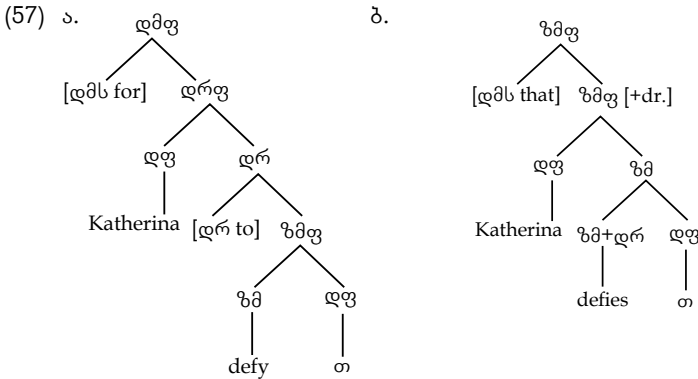 (57) ა. ბ.
დმფ ზმფ
[დმს for] დრფ [დმს that] ზმფ [+დr.]
დფ დრ დფ ზმ
Katherina [დრ to] ზმფ Katherina ზმ+დრ დფ
ზმ დფ defies თ
defy თ